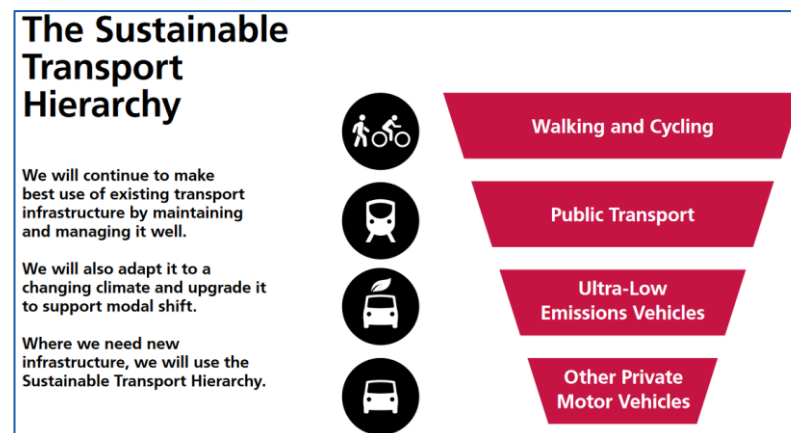 The Sustainable
Transport
Hierarchy
We will continue to make
best use of existing transport
infrastructure by maintaining
and managing it well.
We will also adapt it to a
changing climate and upgrade it
to support modal shift.
Where we need new
infrastructure, we will use the
Sustainable Transport Hierarchy.
Walking and Cycling
Public Transport
Ultra-Low
Emissions Vehicles
Other Private
Motor Vehicles